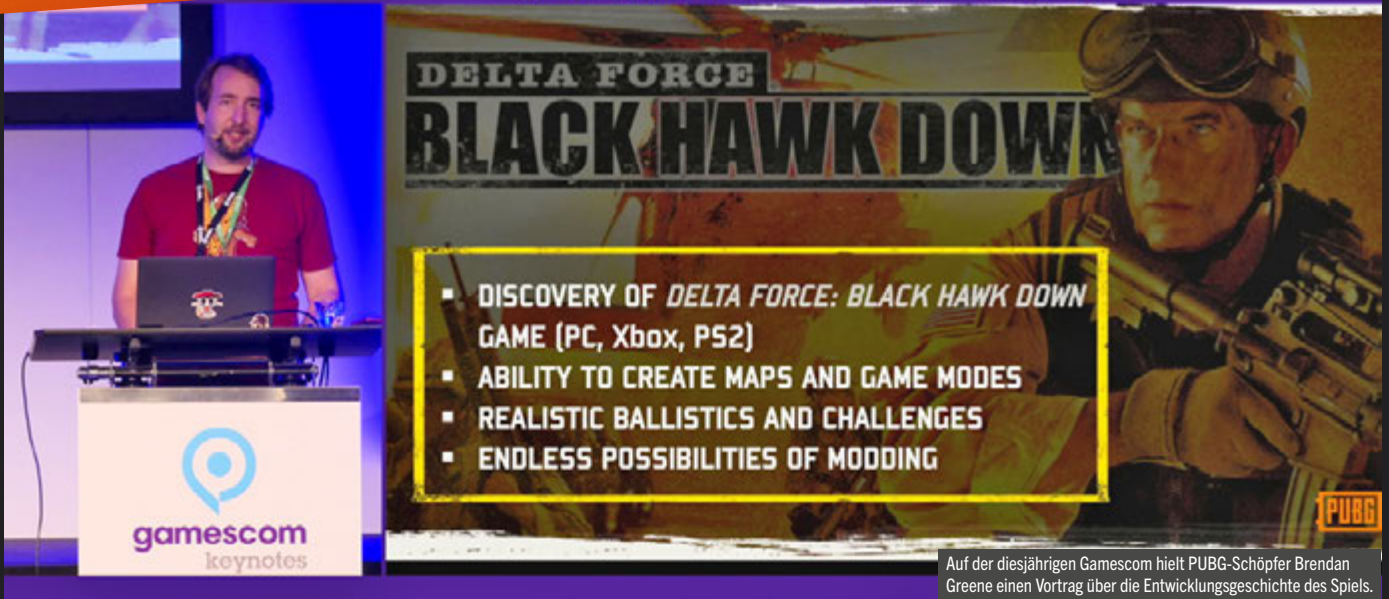 DELTA FORCE
BLACK HAWK DOWN
▪ DISCOVERY OF DELTA FORCE: BLACK HAWK DOWN
GAME (PC, Xbox, PS2)
▪ ABILITY TO CREATE MAPS AND GAME MODES
▪ REALISTIC BALLISTICS AND CHALLENGES
▪ ENDLESS POSSIBILITIES OF MODDING
PUBG
gamescom
keynotes
Auf der diesjährigen Gamescom hielt PUBG-Schöpfer Brendan
Greene einen Vortrag über die Entwicklungsgeschichte des Spiels.